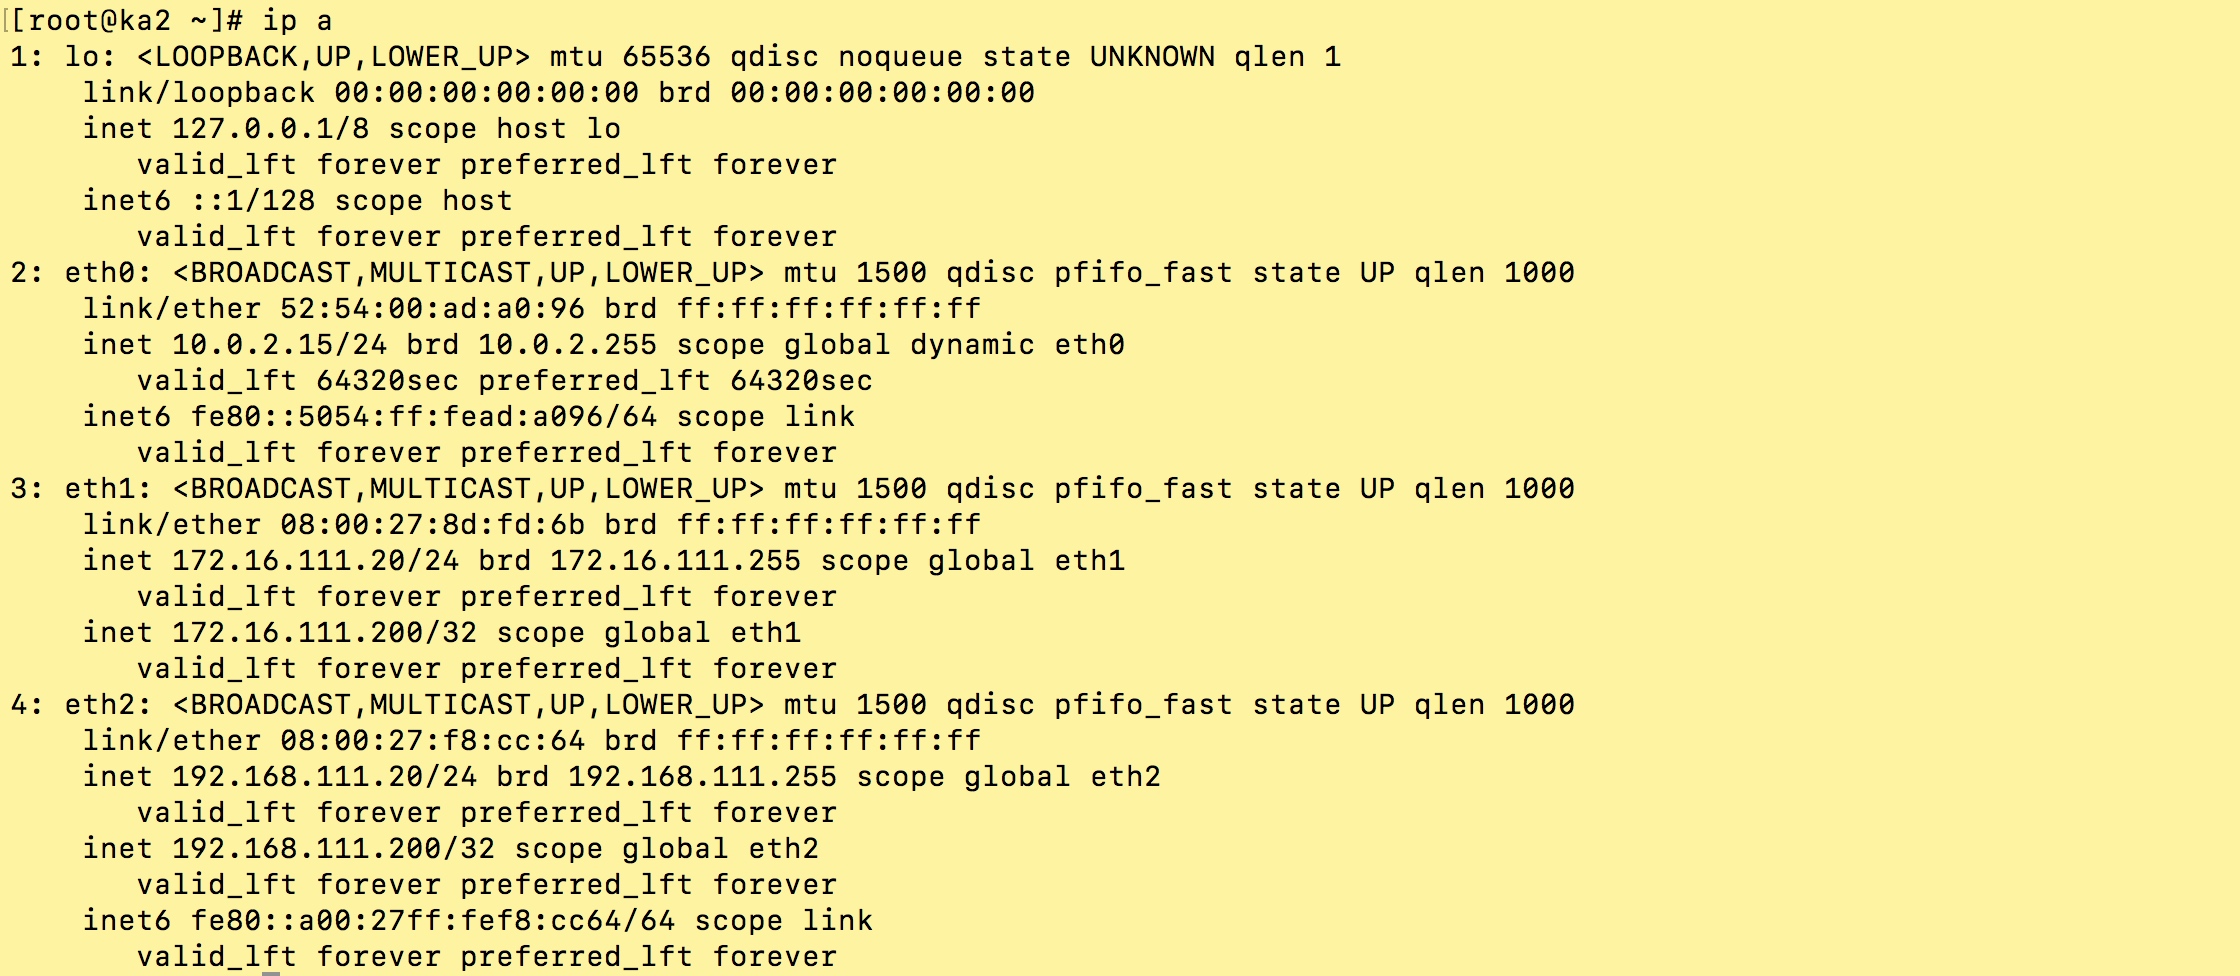 [[root@ka2 ~]# ip a
1: lo: <LOOPBACK,UP,LOWER_UP> mtu 65536 qdisc noqueue state UNKNOWN qlen 1
    link/loopback 00:00:00:00:00:00 brd 00:00:00:00:00:00
    inet 127.0.0.1/8 scope host lo
       valid_lft forever preferred_lft forever
    inet6 ::1/128 scope host
       valid_lft forever preferred_lft forever
2: eth0: <BROADCAST,MULTICAST,UP,LOWER_UP> mtu 1500 qdisc pfifo_fast state UP qlen 1000
    link/ether 52:54:00:ad:a0:96 brd ff:ff:ff:ff:ff:ff
    inet 10.0.2.15/24 brd 10.0.2.255 scope global dynamic eth0
       valid_lft 64320sec preferred_lft 64320sec
    inet6 fe80::5054:ff:fead:a096/64 scope link
       valid_lft forever preferred_lft forever
3: eth1: <BROADCAST,MULTICAST,UP,LOWER_UP> mtu 1500 qdisc pfifo_fast state UP qlen 1000
    link/ether 08:00:27:8d:fd:6b brd ff:ff:ff:ff:ff:ff
    inet 172.16.111.20/24 brd 172.16.111.255 scope global eth1
       valid_lft forever preferred_lft forever
    inet 172.16.111.200/32 scope global eth1
       valid_lft forever preferred_lft forever
4: eth2: <BROADCAST,MULTICAST,UP,LOWER_UP> mtu 1500 qdisc pfifo_fast state UP qlen 1000
    link/ether 08:00:27:f8:cc:64 brd ff:ff:ff:ff:ff:ff
    inet 192.168.111.20/24 brd 192.168.111.255 scope global eth2
       valid_lft forever preferred_lft forever
    inet 192.168.111.200/32 scope global eth2
       valid_lft forever preferred_lft forever
    inet6 fe80::a00:27ff:fef8:cc64/64 scope link
       valid_lft forever preferred_lft forever